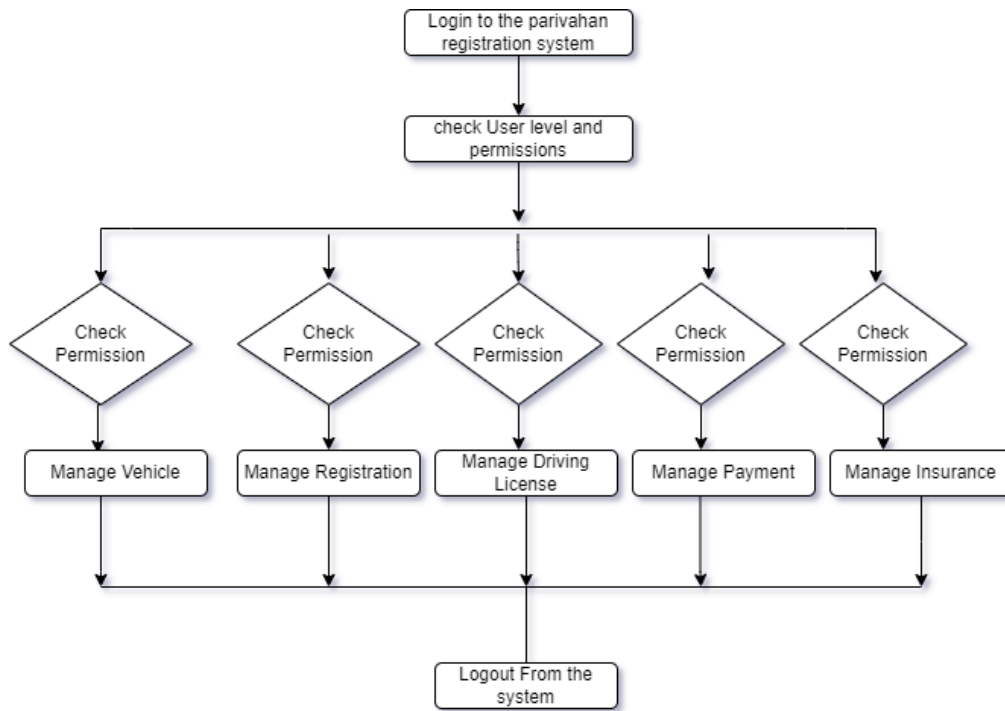 Login to the parivahan
registration system
check User level and
permissions
Check
Permission
Check
Permission
Check
Permission
Check
Permission
Check
Permission
Manage Vehicle
Manage Registration
Manage Driving
License
Manage Payment
Manage Insurance
Logout From the
system